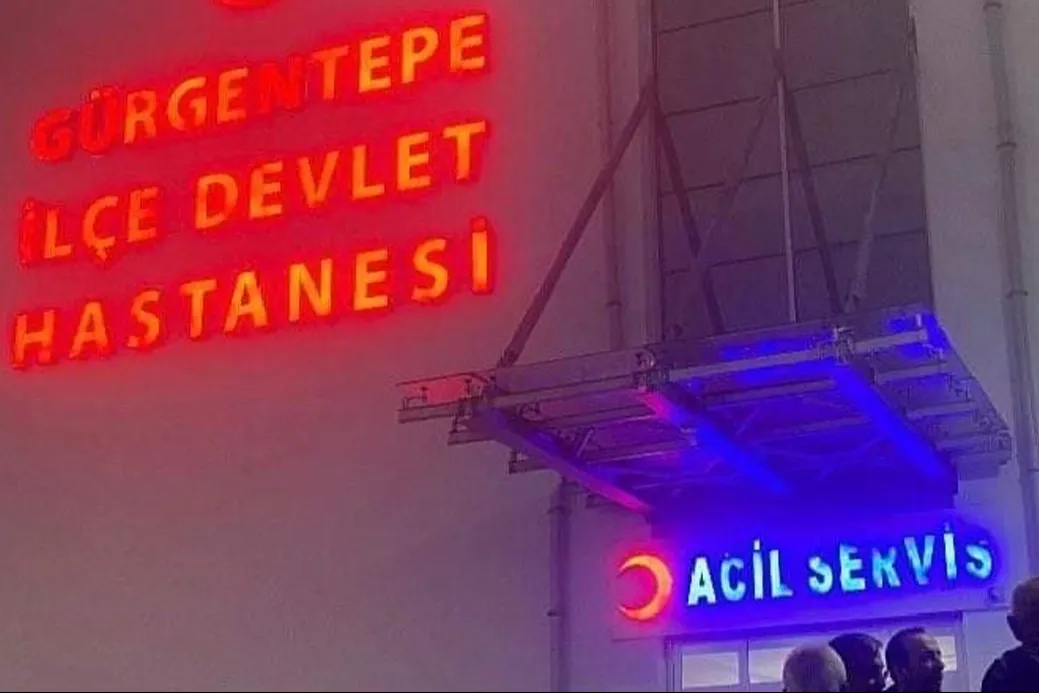 GÜRGENTEPE
İLÇE DEVLET
HASTANESİ
ACİL SERVİS